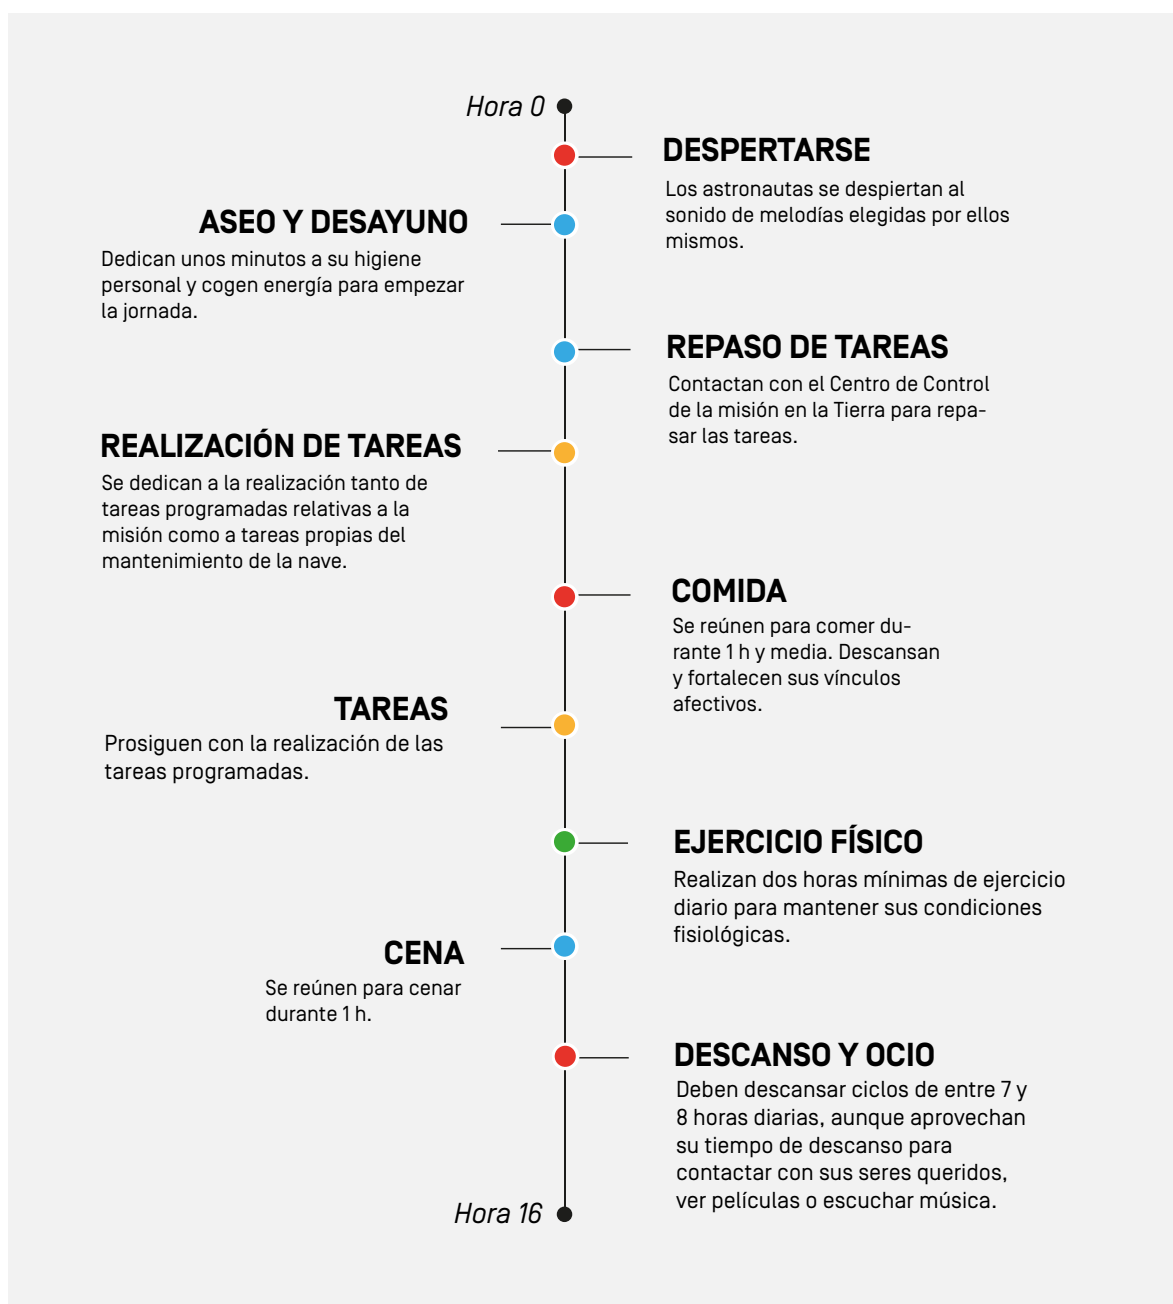 Hora 0
DESPERTARSE
Los astronautas se despiertan al
sonido de melodías elegidas por ellos
mismos.
ASEO Y DESAYUNO
Dedican unos minutos a su higiene
personal y cogen energía para empezar
la jornada.
REPASO DE TAREAS
Contactan con el Centro de Control
de la misión en la Tierra para repa-
sar las tareas.
REALIZACIÓN DE TAREAS
Se dedican a la realización tanto de
tareas programadas relativas a la
misión como a tareas propias del
mantenimiento de la nave.
COMIDA
Se reúnen para comer du-
rante 1 h y media. Descansan
y fortalecen sus vínculos
afectivos.
TAREAS
Prosiguen con la realización de las
tareas programadas.
EJERCICIO FÍSICO
Realizan dos horas mínimas de ejercicio
diario para mantener sus condiciones
fisiológicas.
CENA
Se reúnen para cenar
durante 1 h.
DESCANSO Y OCIO
Deben descansar ciclos de entre 7 y
8 horas diarias, aunque aprovechan
su tiempo de descanso para
contactar con sus seres queridos,
ver películas o escuchar música.
Hora 16